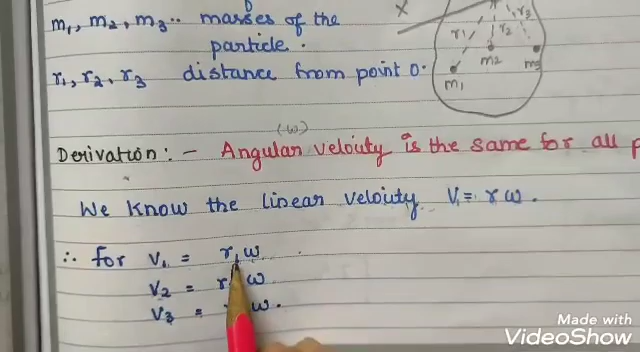 m₁, m₂, m₃.. masses of the
particle.
r₁, r₂, r₃ distance from point O.
X
r₁ r₂ r₃
m₁ m₂
(ω)
Derivation :- Angular velocity is the same for all
We know the linear velocity V = rω.
∴ for v₁ = r₁ω
v₂ = r ω
v₃ = ω.
Made with
VideoShow